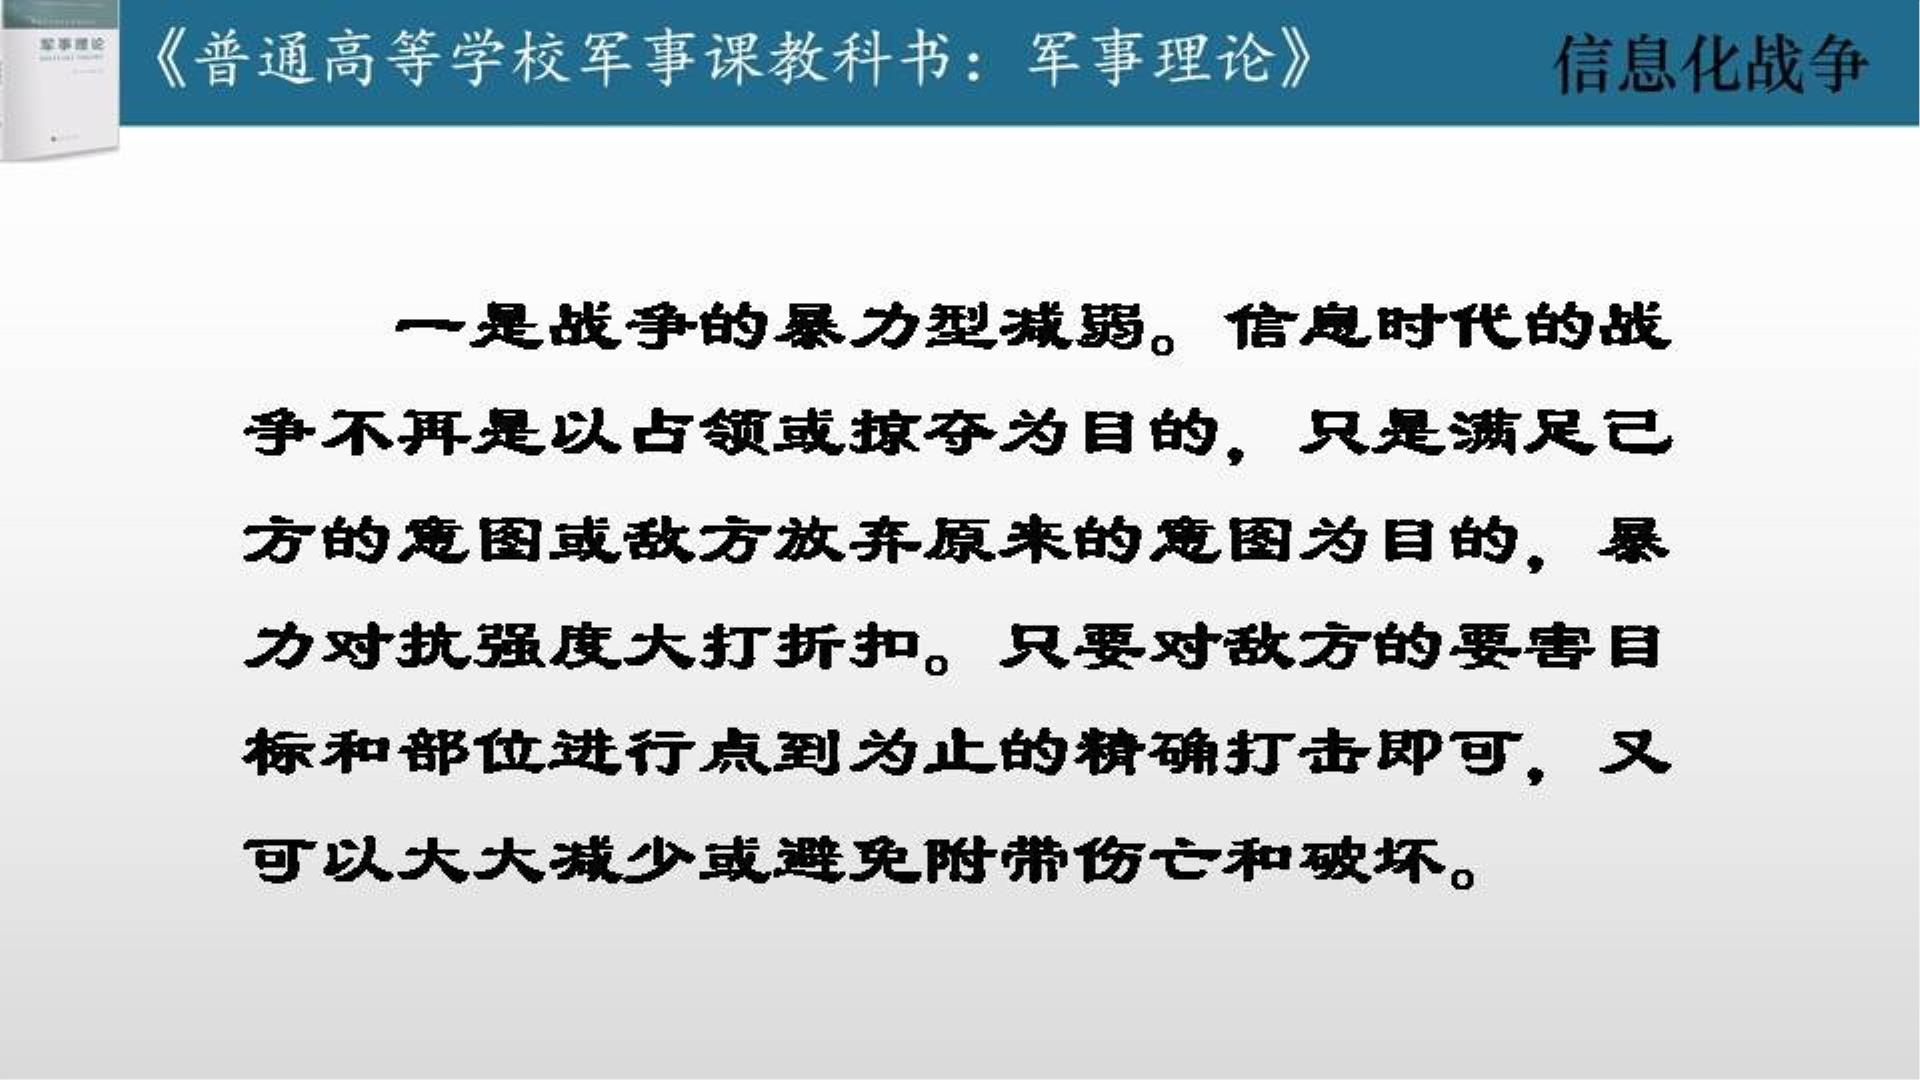 军事理论
《普通高等学校军事课教科书：军事理论》
信息化战争
一是战争的暴力型减弱。信息时代的战
争不再是以占领或掠夺为目的，只是满足己
方的意图或敌方放弃原来的意图为目的，暴
力对抗强度大打折扣。只要对敌方的要害目
标和部位进行点到为止的精确打击即可，又
可以大大减少或避免附带伤亡和破坏。